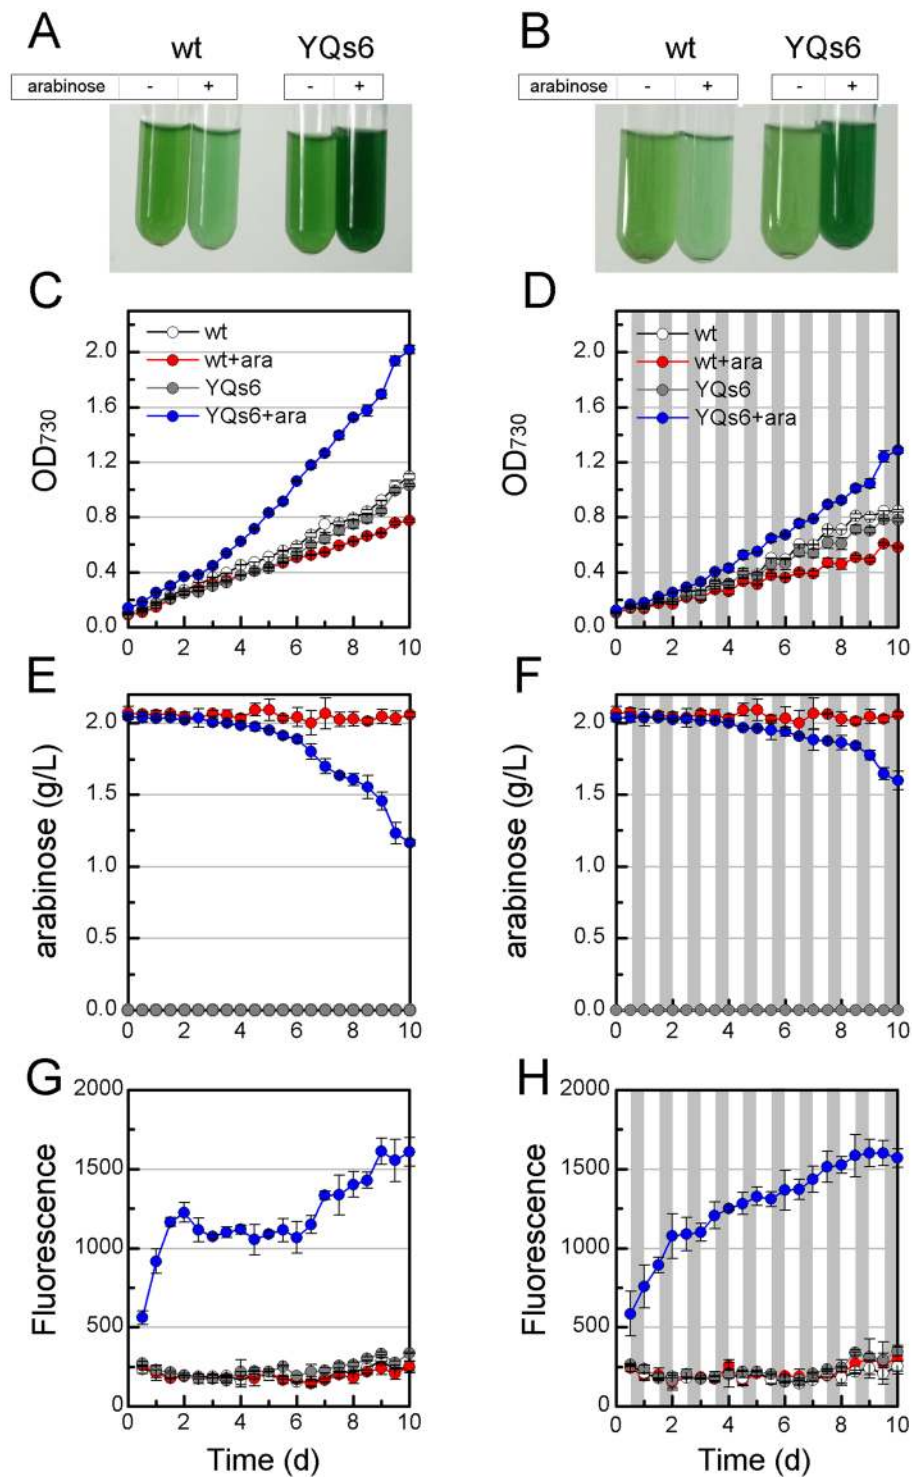 A B
wt YQs6 wt YQs6
arabinose - + - + arabinose - + - +
C D
wt
wt+ara
YQs6
YQs6+ara
OD730
2.0
1.6
1.2
0.8
0.4
0.0
0 2 4 6 8 10
wt
wt+ara
YQs6
YQs6+ara
OD730
2.0
1.6
1.2
0.8
0.4
0.0
0 2 4 6 8 10
E F
arabinose (g/L)
2.0
1.5
1.0
0.5
0.0
0 2 4 6 8 10
arabinose (g/L)
2.0
1.5
1.0
0.5
0.0
0 2 4 6 8 10
G H
Fluorescence
2000
1500
1000
500
0
0 2 4 6 8 10
Time (d)
Fluorescence
2000
1500
1000
500
0
0 2 4 6 8 10
Time (d)